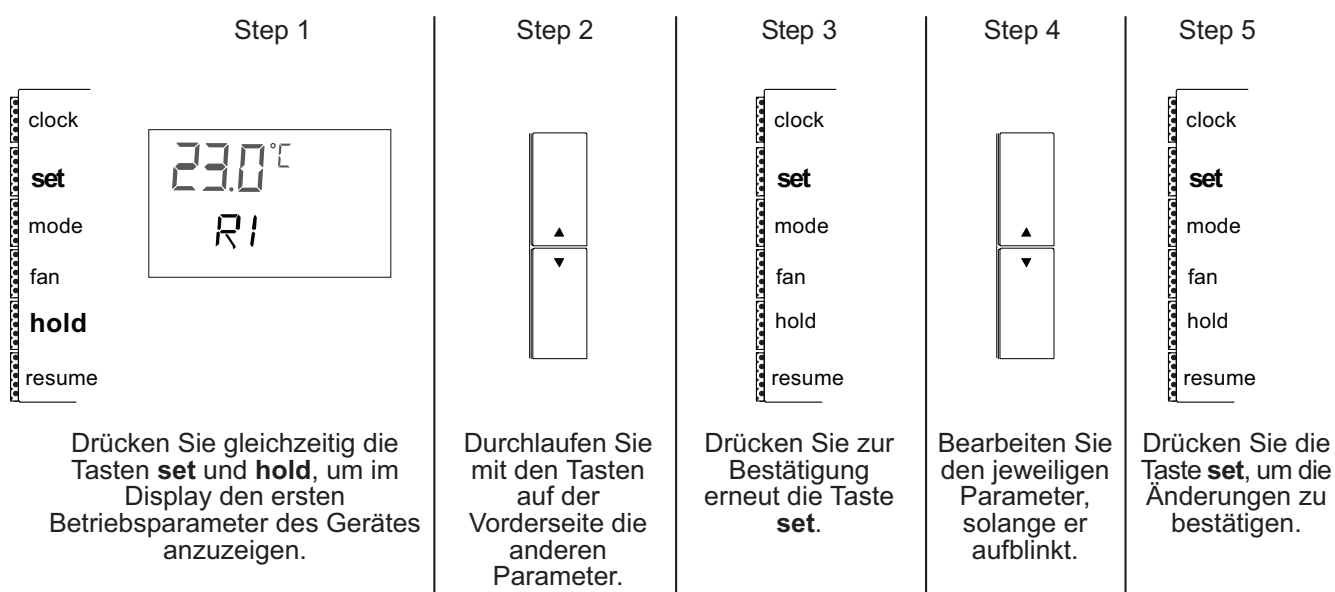 Step 1
clock
set
mode
fan
hold
resume
23.0°C
R1
Drücken Sie gleichzeitig die
Tasten set und hold, um im
Display den ersten
Betriebsparameter des Gerätes
anzuzeigen.
Step 2
▲
▼
Durchlaufen Sie
mit den Tasten
auf der
Vorderseite die
anderen
Parameter.
Step 3
clock
set
mode
fan
hold
resume
Drücken Sie zur
Bestätigung
erneut die Taste
set.
Step 4
▲
▼
Bearbeiten Sie
den jeweiligen
Parameter,
solange er
aufblinkt.
Step 5
clock
set
mode
fan
hold
resume
Drücken Sie die
Taste set, um die
Änderungen zu
bestätigen.